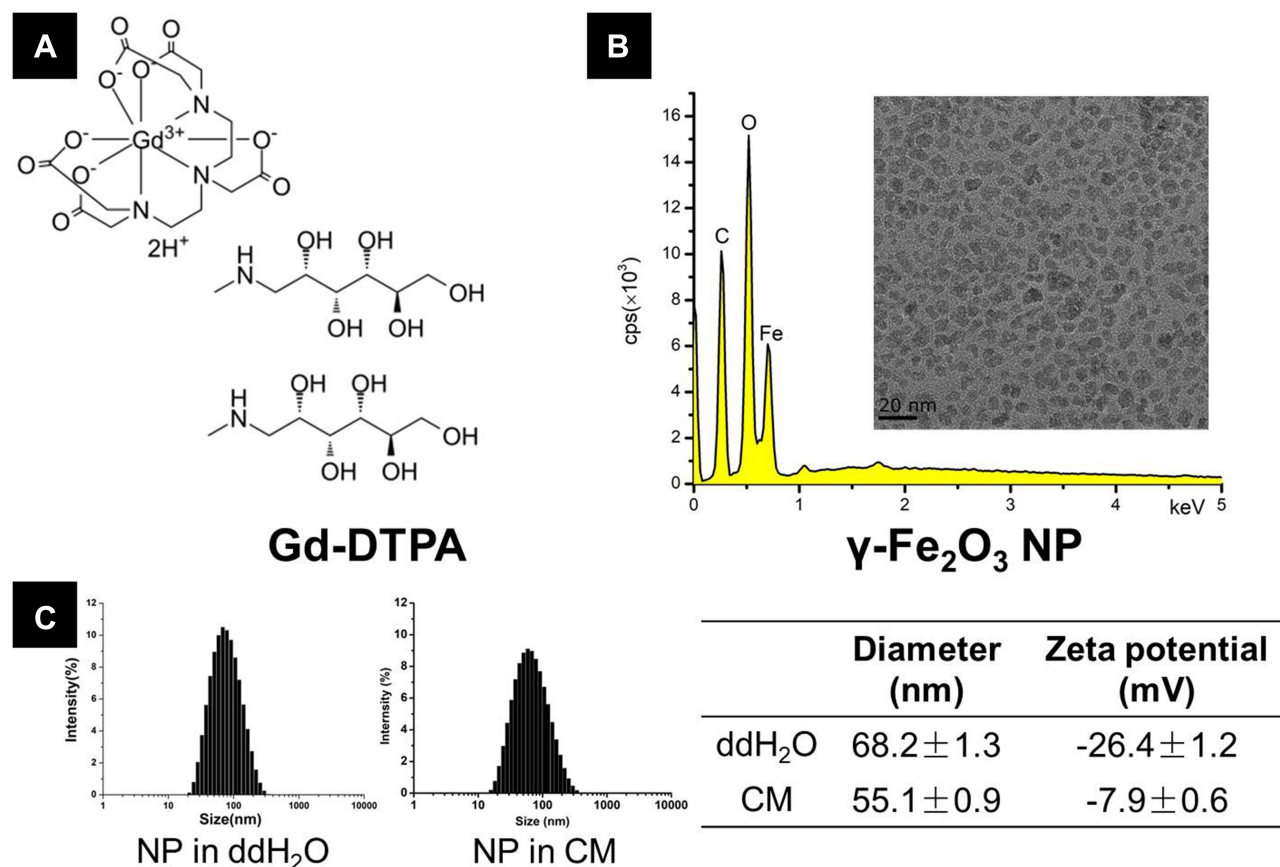 A
O
O
O⁻ O⁻
N
O⁻ Gd³⁺ O⁻
O
O⁻ N
O
O N
2H⁺
OH OH
H
N
OH
OH OH
OH OH
H
N
OH
OH OH
Gd-DTPA
B
16
14
12
10
8
6
4
2
0
cps(×10³)
C
O
Fe
20 nm
0 1 2 3 4 keV 5
γ-Fe₂O₃ NP
C
12
10
8
6
4
2
0
Intensity(%)
1 10 100 1000 10000
Size(nm)
NP in ddH₂O
12
10
8
6
4
2
0
Internsity (%)
1 10 100 1000 10000
Size (nm)
NP in CM
Diameter Zeta potential
(nm) (mV)
ddH₂O 68.2±1.3 -26.4±1.2
CM 55.1±0.9 -7.9±0.6